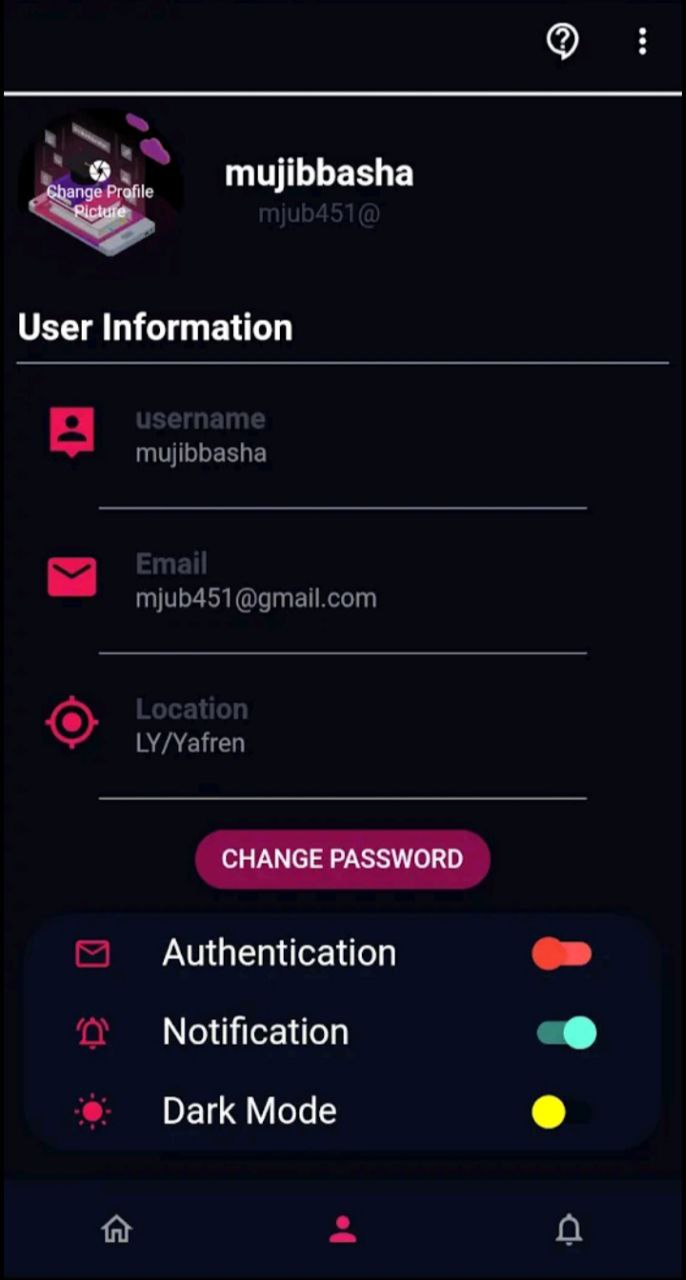 Change Profile
Picture
mujibbasha
mjub451@
User Information
username
mujibbasha
Email
mjub451@gmail.com
Location
LY/Yafren
CHANGE PASSWORD
Authentication
Notification
Dark Mode